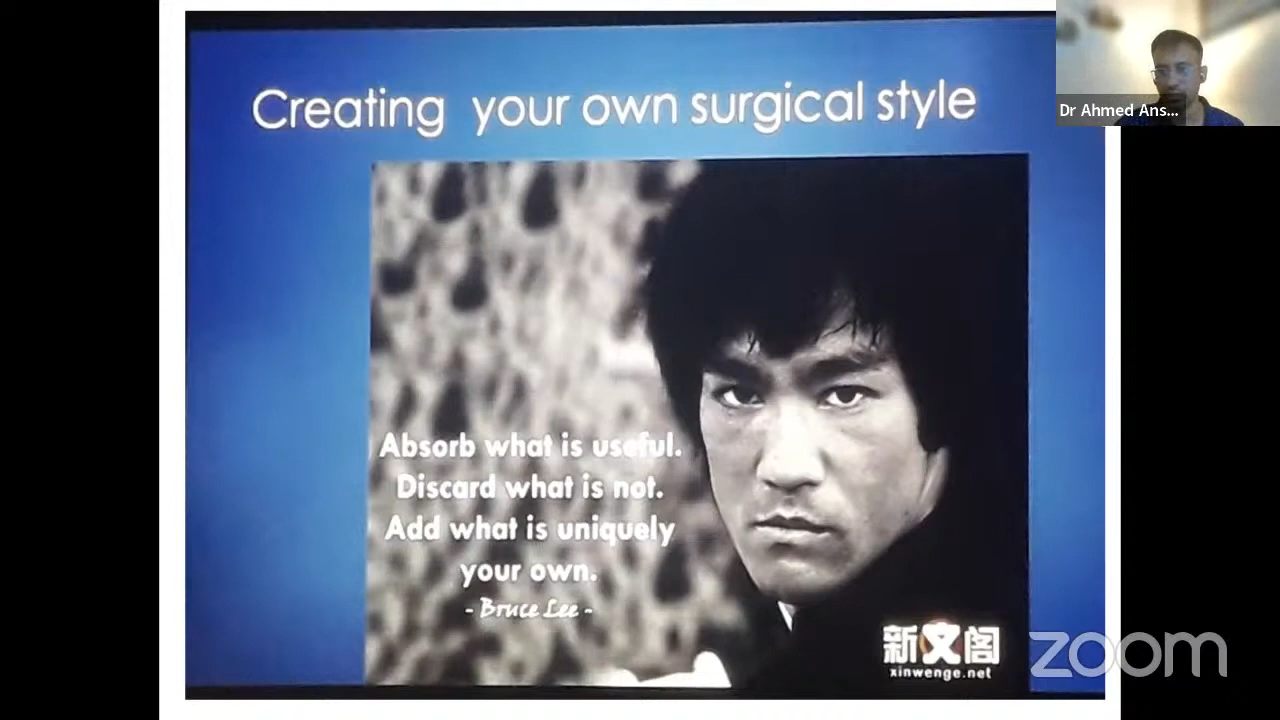 Creating your own surgical style
Dr Ahmed Ans...
Absorb what is useful.
Discard what is not.
Add what is uniquely
your own.
- Bruce Lee -
新文阁
xinwenge.net
zoom